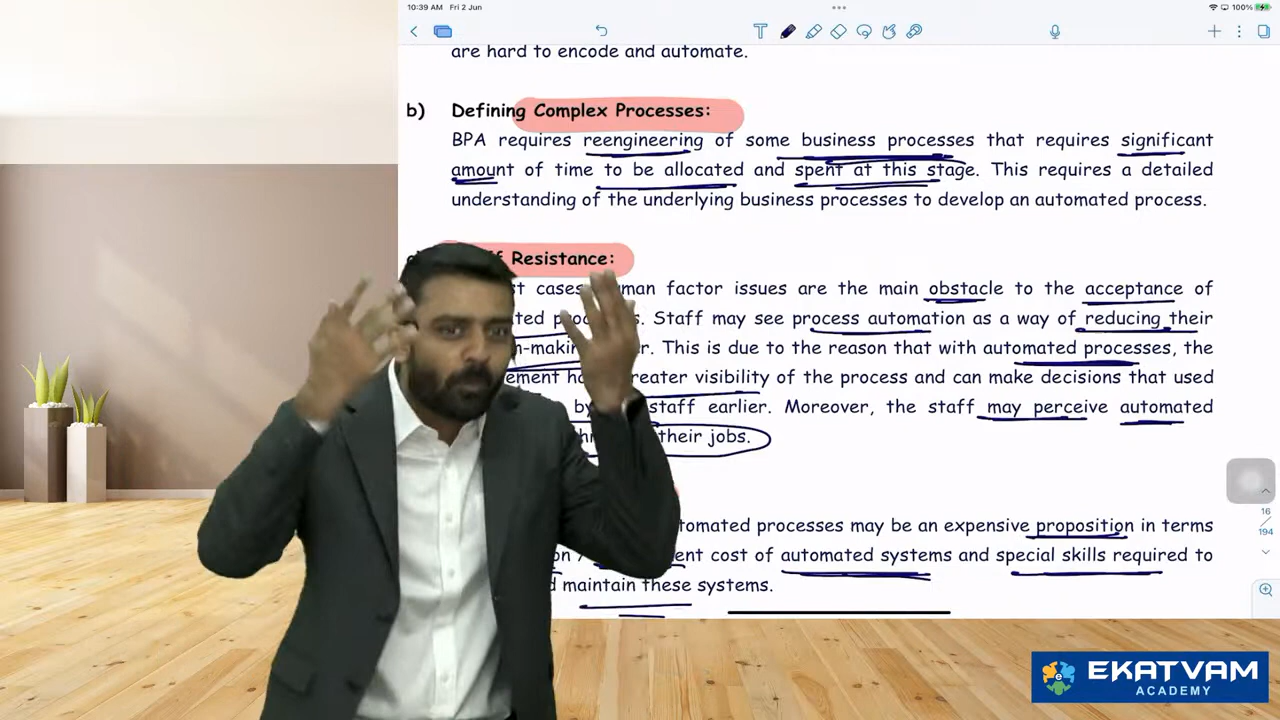 10:39 AM Fri 2 Jun
100%
are hard to encode and automate.
b) Defining Complex Processes:
BPA requires reengineering of some business processes that requires significant
amount of time to be allocated and spent at this stage. This requires a detailed
understanding of the underlying business processes to develop an automated process.
Resistance:
cases, human factor issues are the main obstacle to the acceptance of
Staff may see process automation as a way of reducing their
This is due to the reason that with automated processes, the
greater visibility of the process and can make decisions that used
by staff earlier. Moreover, the staff may perceive automated
their jobs.
16
194
automated processes may be an expensive proposition in terms
cost of automated systems and special skills required to
maintain these systems.
EKATVAM
ACADEMY